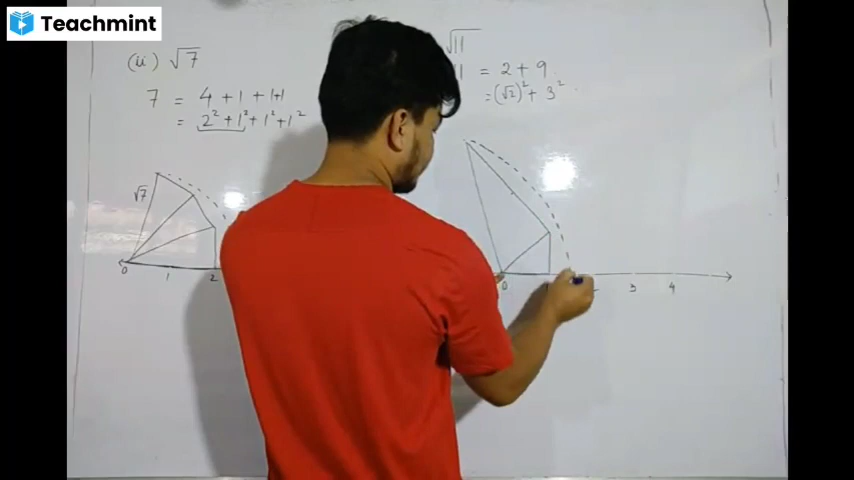 Teachmint
(ii) √7
7 = 4 + 1 + 1+1
= 2² + 1² + 1² + 1²
√7
0 1 2
√11
11 = 2 + 9
= (√2)² + 3²
0 3 4